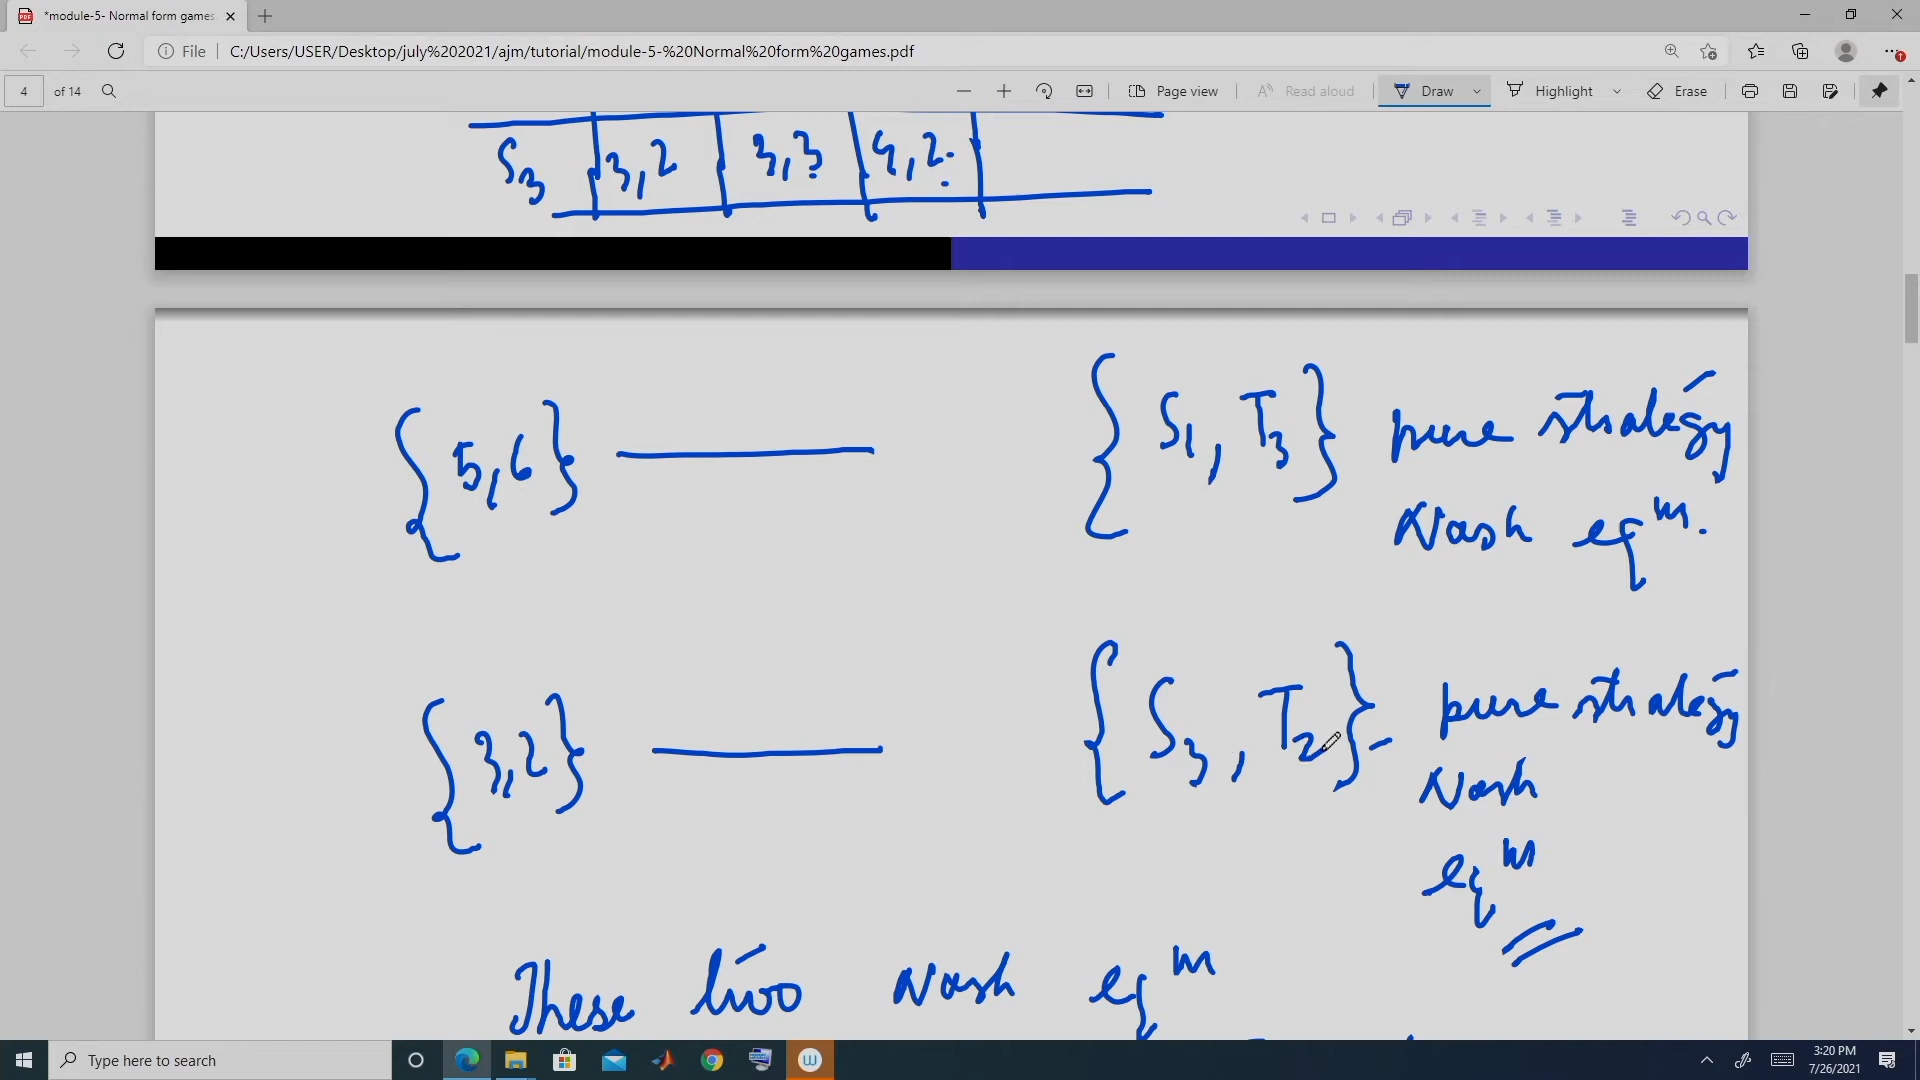 *module-5- Normal form games.
File C:/Users/USER/Desktop/july%202021/ajm/tutorial/module-5-%20Normal%20form%20games.pdf
4 of 14 Page view Read aloud Draw Highlight Erase
S3 3,2 3,3 4,2
{5,6} {S1, T3} pure strategy
Nash eqm.
{3,2} {S3, T2} - pure strategy
Nash
eqm
These two Nash eqm
Type here to search
3:20 PM
7/26/2021